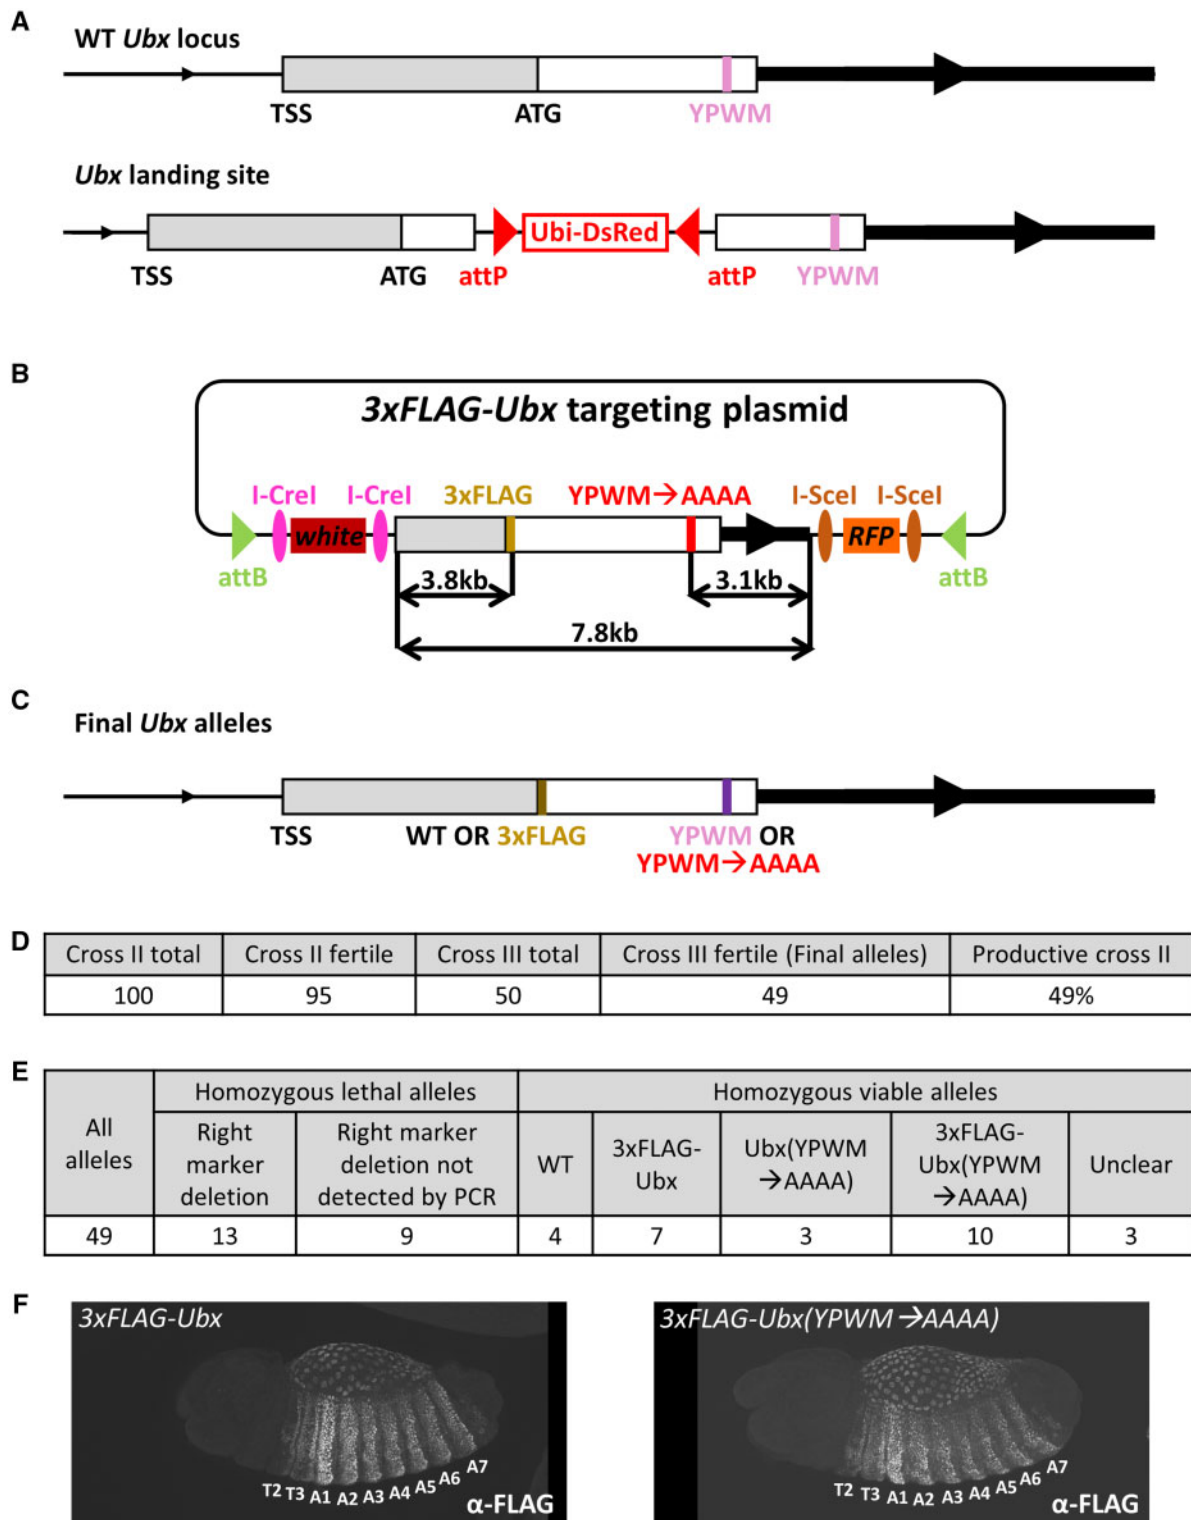 A
WT Ubx locus
TSS
ATG
YPWM
Ubx landing site
Ubi-DsRed
TSS
ATG
attP
attP
YPWM
B
3xFLAG-Ubx targeting plasmid
I-CreI
I-CreI
3xFLAG
YPWM→AAAA
I-SceI
I-SceI
white
RFP
attB
attB
3.8kb
3.1kb
7.8kb
C
Final Ubx alleles
TSS
WT OR 3xFLAG
YPWM OR
YPWM→AAAA
D
Cross II total
Cross II fertile
Cross III total
Cross III fertile (Final alleles)
Productive cross II
100
95
50
49
49%
E
All
alleles
Homozygous lethal alleles
Homozygous viable alleles
Right
marker
deletion
Right marker
deletion not
detected by PCR
WT
3xFLAG-
Ubx
Ubx(YPWM
→AAAA)
3xFLAG-
Ubx(YPWM
→AAAA)
Unclear
49
13
9
4
7
3
10
3
F
3xFLAG-Ubx
T2 T3 A1 A2 A3 A4 A5 A6 A7
α-FLAG
3xFLAG-Ubx(YPWM→AAAA)
T2 T3 A1 A2 A3 A4 A5 A6 A7
α-FLAG